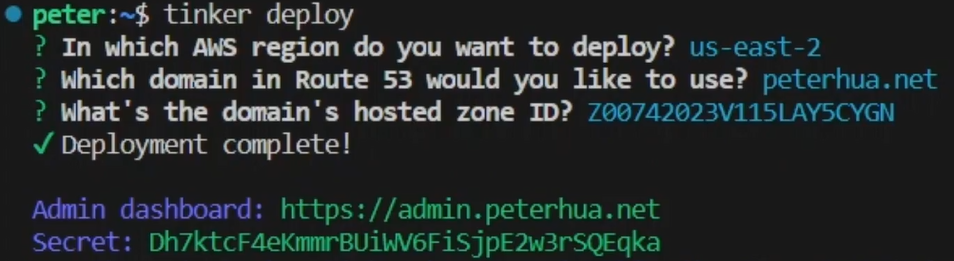 peter:~$ tinker deploy
? In which AWS region do you want to deploy? us-east-2
? Which domain in Route 53 would you like to use? peterhua.net
? What's the domain's hosted zone ID? Z00742023V115LAY5CYGN
✓ Deployment complete!
Admin dashboard: https://admin.peterhua.net
Secret: Dh7ktcF4eKmmrBUiWV6FiSjpE2w3rSQEqka